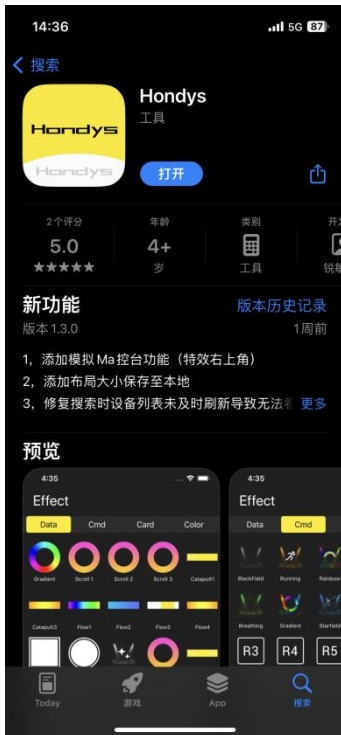 14:36
5G 87
搜索
Hondys
Hondys
Hondys
工具
打开
2个评分 年龄 类别
5.0 4+
岁 工具
新功能 版本历史记录
版本1.3.0 1周前
1，添加模拟Ma控台功能（特效右上角）
2，添加布局大小保存至本地
3，修复搜索时设备列表未及时刷新导致无法 更多
预览
4:35 4:35
Effect Effect
Data Cmd Card Color Data Cmd
Gradient Scroll 1 Scroll 2 Scroll 3 Catapult1 BlackField Running Rainbow
Catapult3 Flow1 Flow2 Flow3 Flow4 Breathing Gradient Starfield
R3 R4 R5
Today 游戏 App 搜索